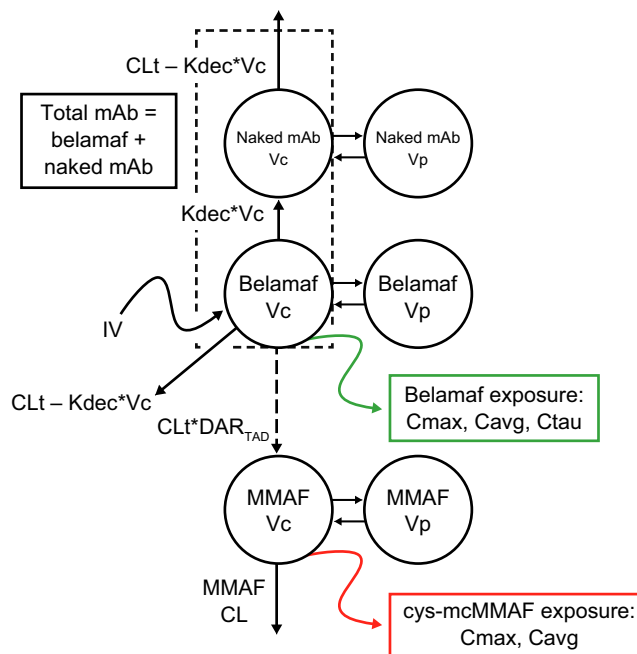 CLt – Kdec*Vc
Total mAb =
belamaf +
naked mAb
Naked mAb
Vc
Naked mAb
Vp
Kdec*Vc
Belamaf
Vc
Belamaf
Vp
IV
CLt – Kdec*Vc
Belamaf exposure:
Cmax, Cavg, Ctau
CLt*DAR_TAD
MMAF
Vc
MMAF
Vp
MMAF
CL
cys-mcMMAF exposure:
Cmax, Cavg